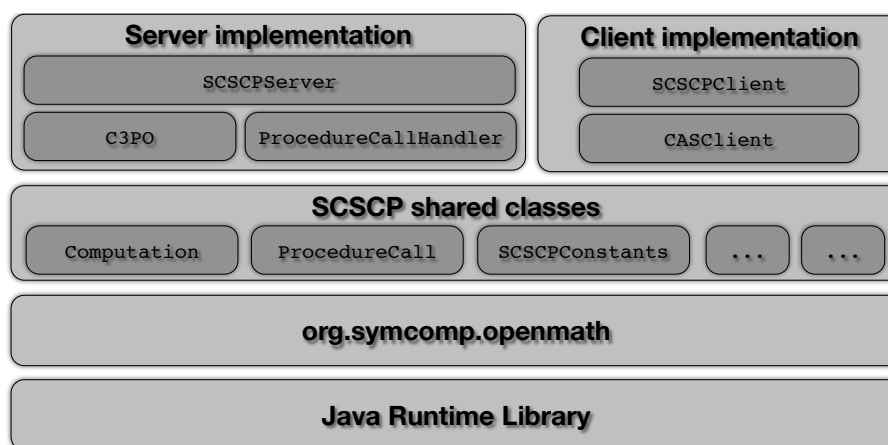 Server implementation
SCSCPServer
C3PO
ProcedureCallHandler
Client implementation
SCSCPClient
CASClient
SCSCP shared classes
Computation
ProcedureCall
SCSCPConstants
...
...
org.symcomp.openmath
Java Runtime Library